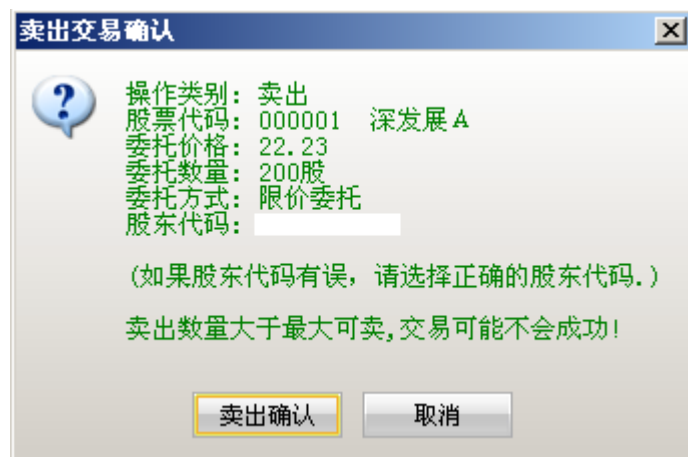 卖出交易确认
操作类别: 卖出
股票代码: 000001 深发展A
委托价格: 22.23
委托数量: 200股
委托方式: 限价委托
股东代码:
(如果股东代码有误，请选择正确的股东代码.)
卖出数量大于最大可卖,交易可能不会成功!
卖出确认
取消